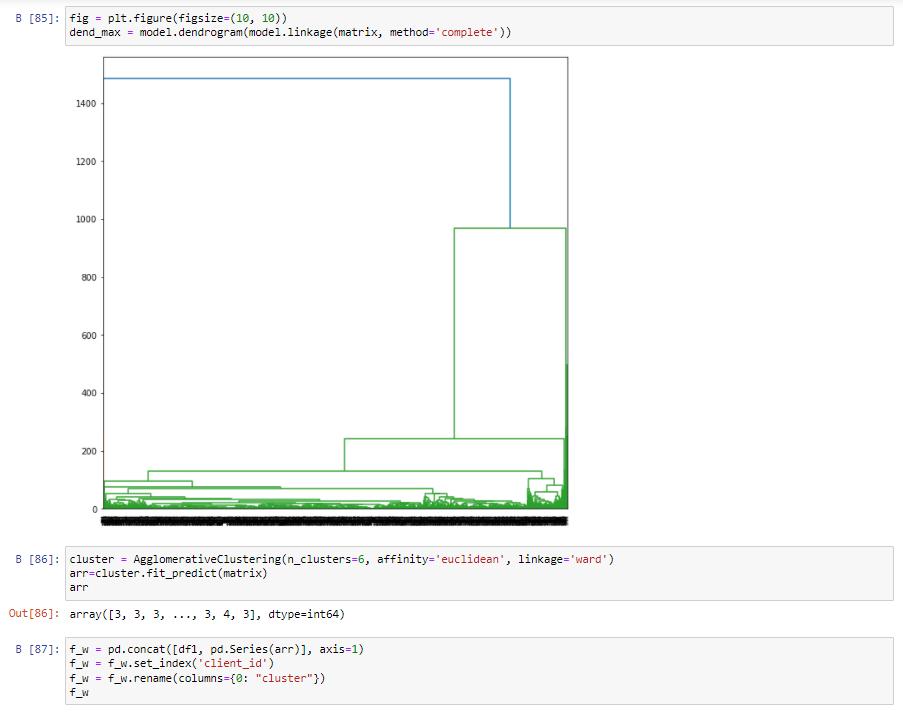 В [85]: fig = plt.figure(figsize=(10, 10))
dend_max = model.dendrogram(model.linkage(matrix, method='complete'))
1400
1200
1000
800
600
400
200
0
В [86]: cluster = AgglomerativeClustering(n_clusters=6, affinity='euclidean', linkage='ward')
arr=cluster.fit_predict(matrix)
arr
Out[86]: array([3, 3, 3, ..., 3, 4, 3], dtype=int64)
В [87]: f_w = pd.concat([df1, pd.Series(arr)], axis=1)
f_w = f_w.set_index('client_id')
f_w = f_w.rename(columns={0: "cluster"})
f_w